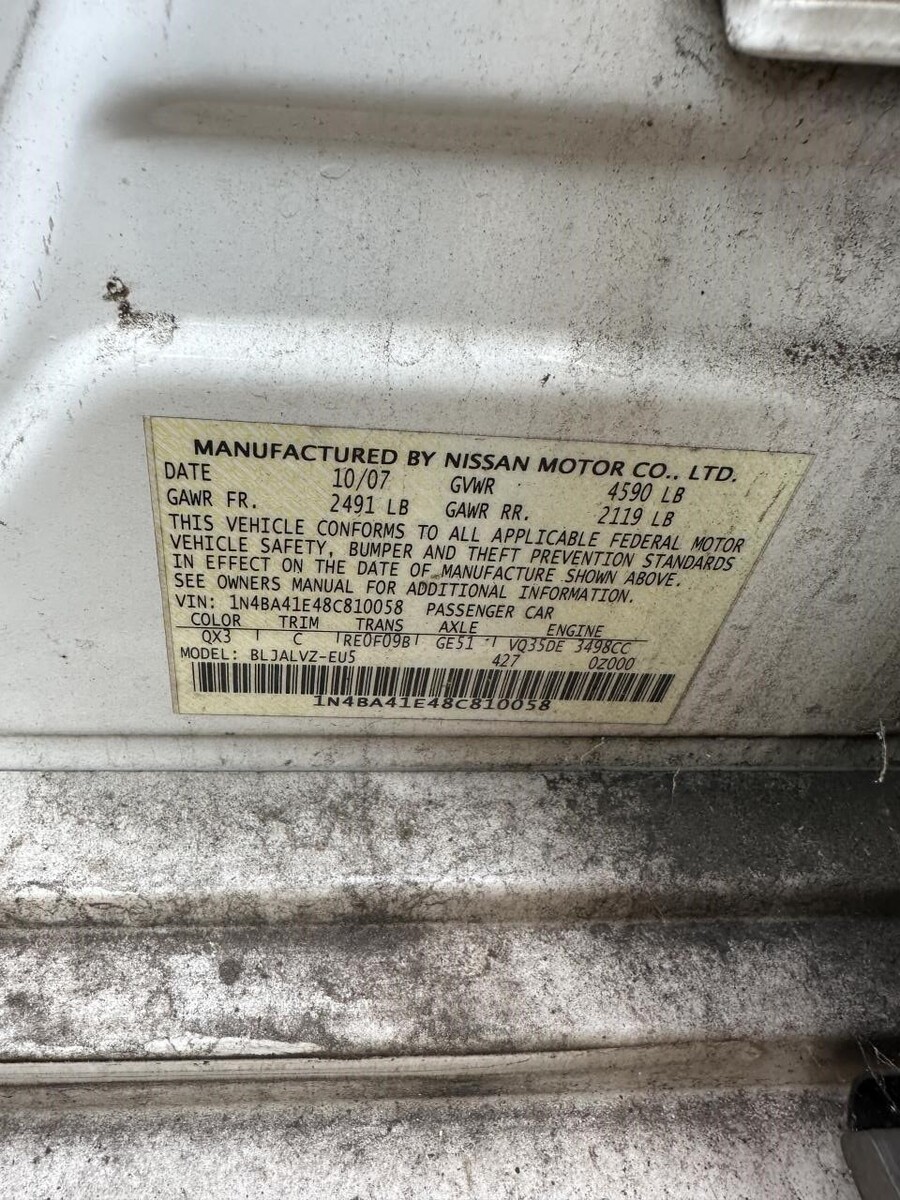 MANUFACTURED BY NISSAN MOTOR CO., LTD.
DATE 10/07 GVWR 4590 LB
GAWR FR. 2491 LB GAWR RR. 2119 LB
THIS VEHICLE CONFORMS TO ALL APPLICABLE FEDERAL MOTOR
VEHICLE SAFETY, BUMPER AND THEFT PREVENTION STANDARDS
IN EFFECT ON THE DATE OF MANUFACTURE SHOWN ABOVE.
SEE OWNERS MANUAL FOR ADDITIONAL INFORMATION.
VIN: 1N4BA41E48C810058 PASSENGER CAR
COLOR TRIM TRANS AXLE ENGINE
QX3 C RE0F09B GE51 VQ35DE 3498CC
MODEL: BLJALVZ-EU5 427 0Z000
1N4BA41E48C810058